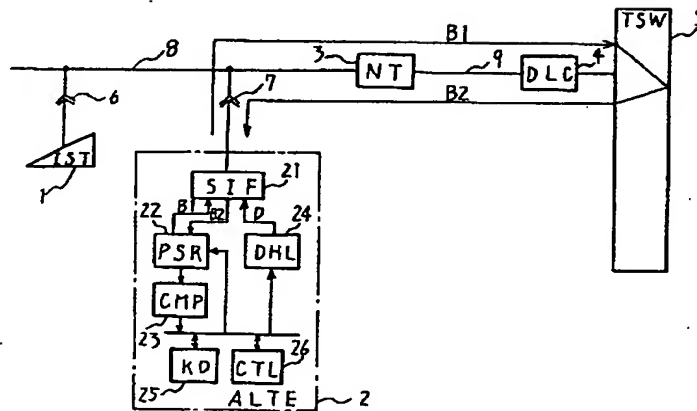 B1
TSW
5
8
3
NT
9
4
DLC
B2
7
6
IST
1
SIF
21
B1
B2
D
22
24
PSR
DHL
CMP
23
26
KD
CTL
25
ALTE
2